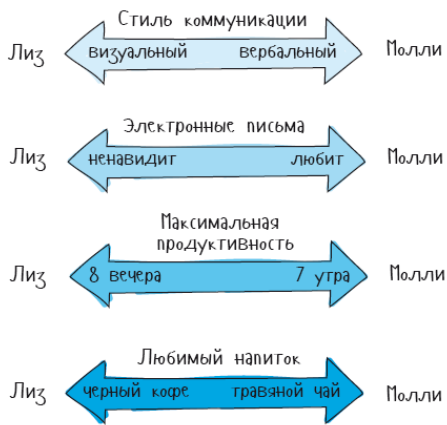 Стиль коммуникации
Лиз визуальный вербальный Молли
Электронные письма
Лиз ненавидит любит Молли
Максимальная
продуктивность
Лиз 8 вечера 7 утра Молли
Любимый напиток
Лиз черный кофе травяной чай Молли